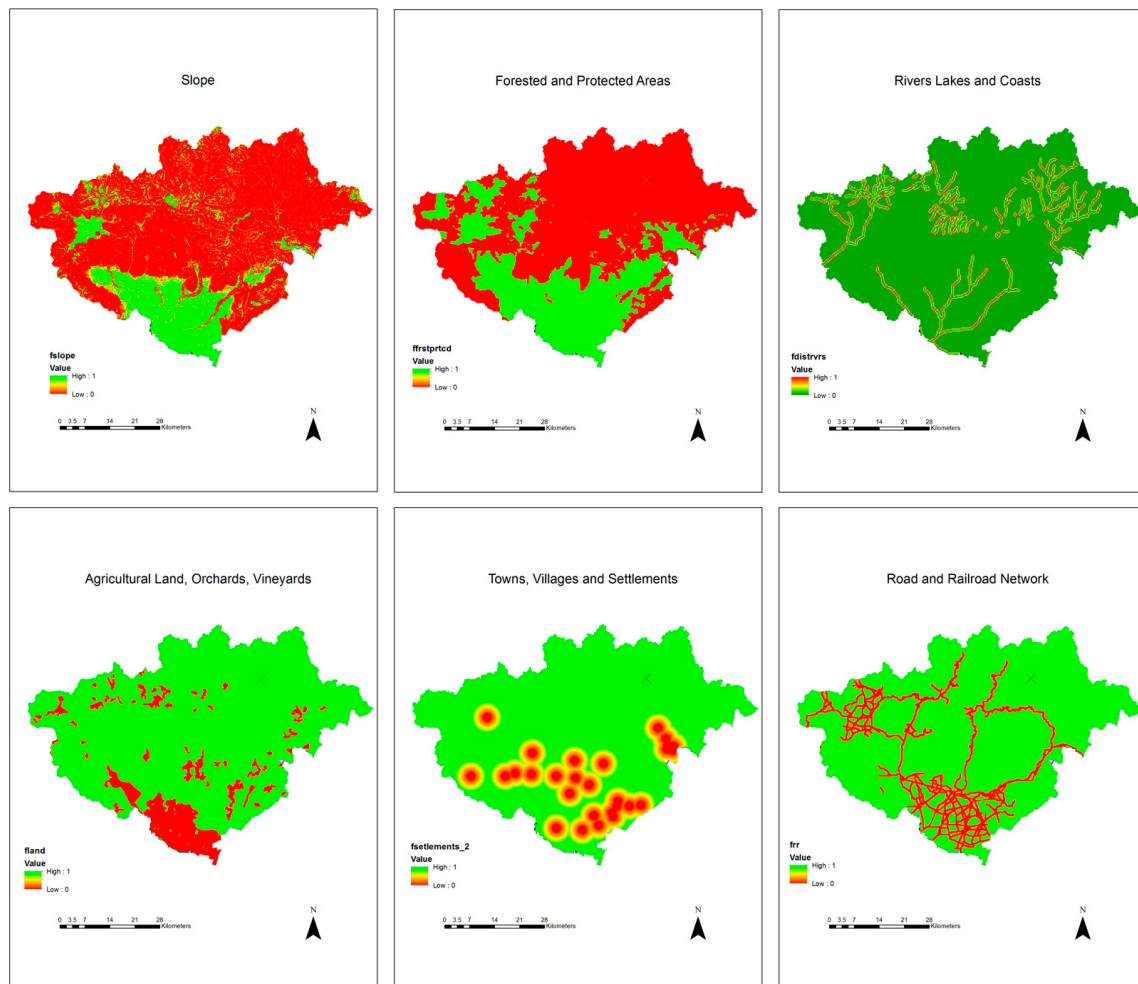 Slope
fslope
Value
High : 1
Low : 0
0 3.5 7 14 21 28
Kilometers
N
Forested and Protected Areas
ffrstprtcd
Value
High : 1
Low : 0
0 3.5 7 14 21 28
Kilometers
N
Rivers Lakes and Coasts
fdistrvrs
Value
High : 1
Low : 0
0 3.5 7 14 21 28
Kilometers
N
Agricultural Land, Orchards, Vineyards
fland
Value
High : 1
Low : 0
0 3.5 7 14 21 28
Kilometers
N
Towns, Villages and Settlements
fsetlements_2
Value
High : 1
Low : 0
0 3.5 7 14 21 28
Kilometers
N
Road and Railroad Network
frr
Value
High : 1
Low : 0
0 3.5 7 14 21 28
Kilometers
N